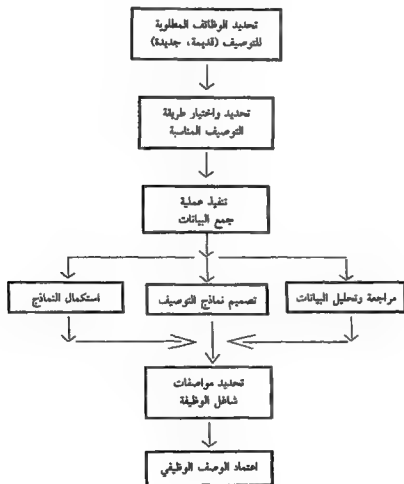 تحديد الوظائف المطلوبة
للتوصيف (قديمة، جديدة)
تحديد واختيار طريقة
التوصيف المناسبة
تنفيذ عملية
جمع البيانات
مراجعة وتحليل البيانات
تصميم نماذج التوصيف
استكمال النماذج
تحديد مواصفات
شاغل الوظيفة
اعتماد الوصف الوظيفي